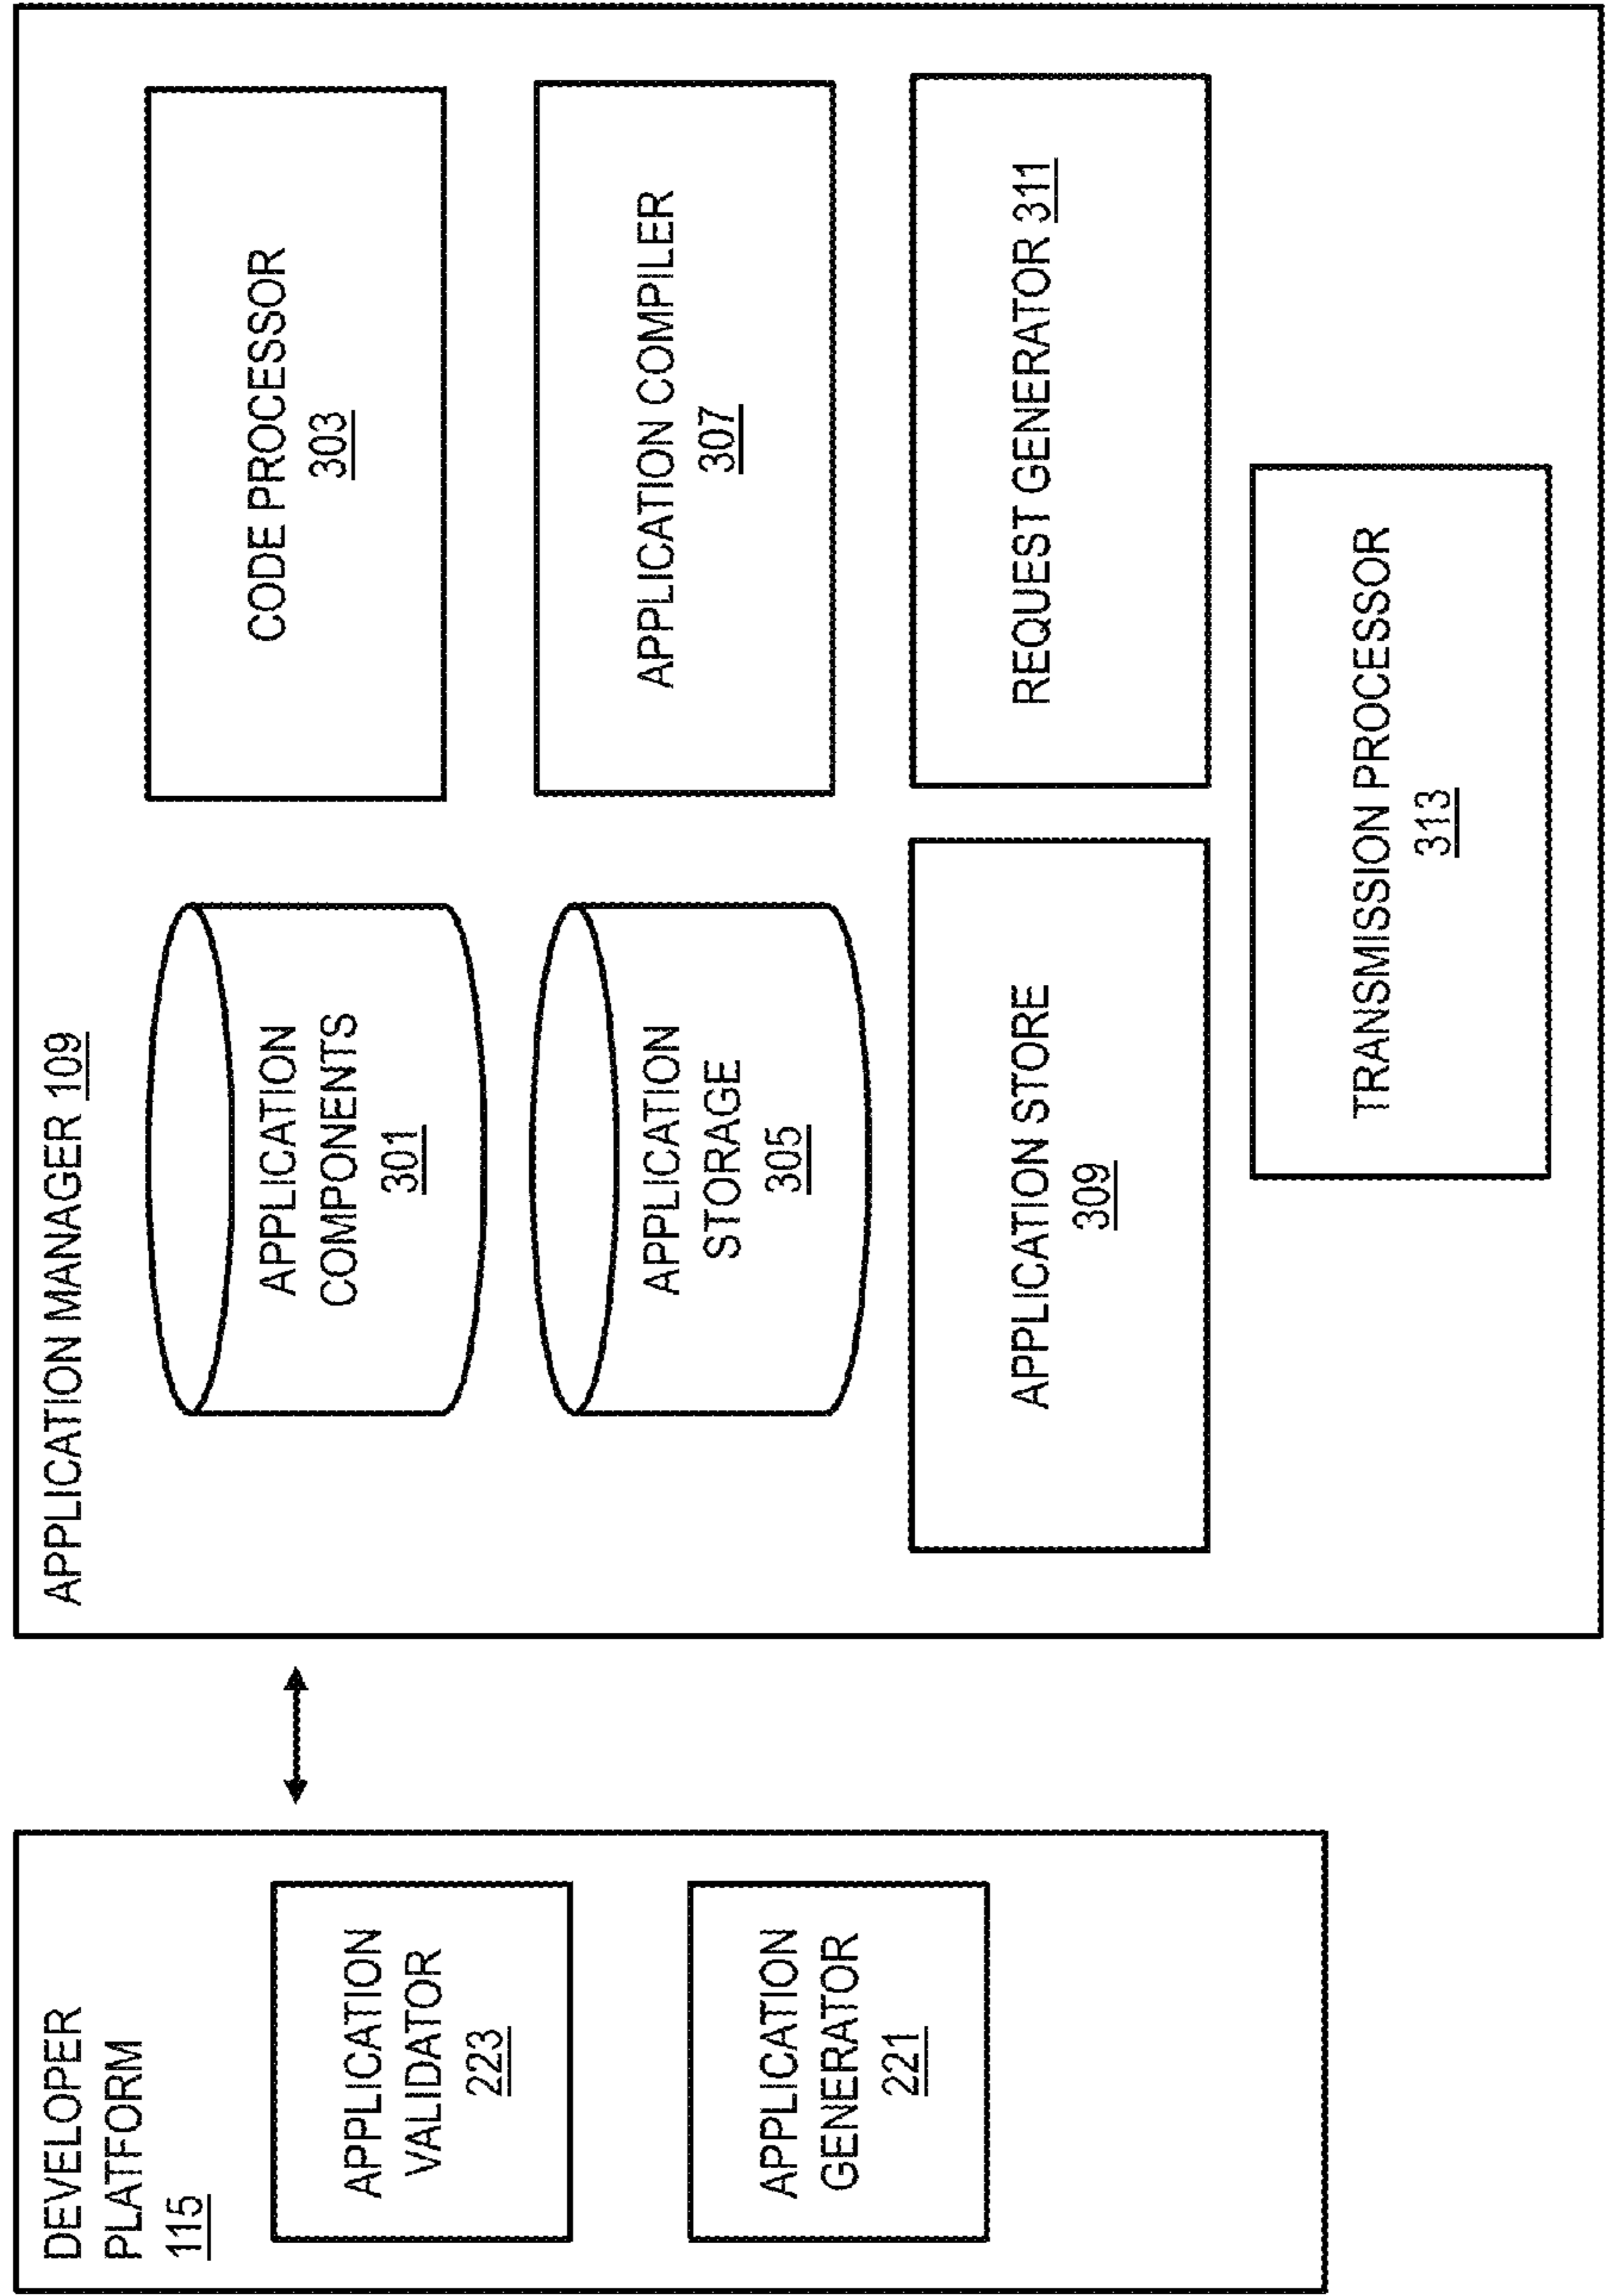 DEVELOPER
PLATFORM
115
APPLICATION
VALIDATOR
223
APPLICATION
GENERATOR
221
APPLICATION MANAGER 109
APPLICATION
COMPONENTS
301
CODE PROCESSOR
303
APPLICATION
STORAGE
305
APPLICATION COMPILER
307
APPLICATION STORE
309
REQUEST GENERATOR 311
TRANSMISSION PROCESSOR
313